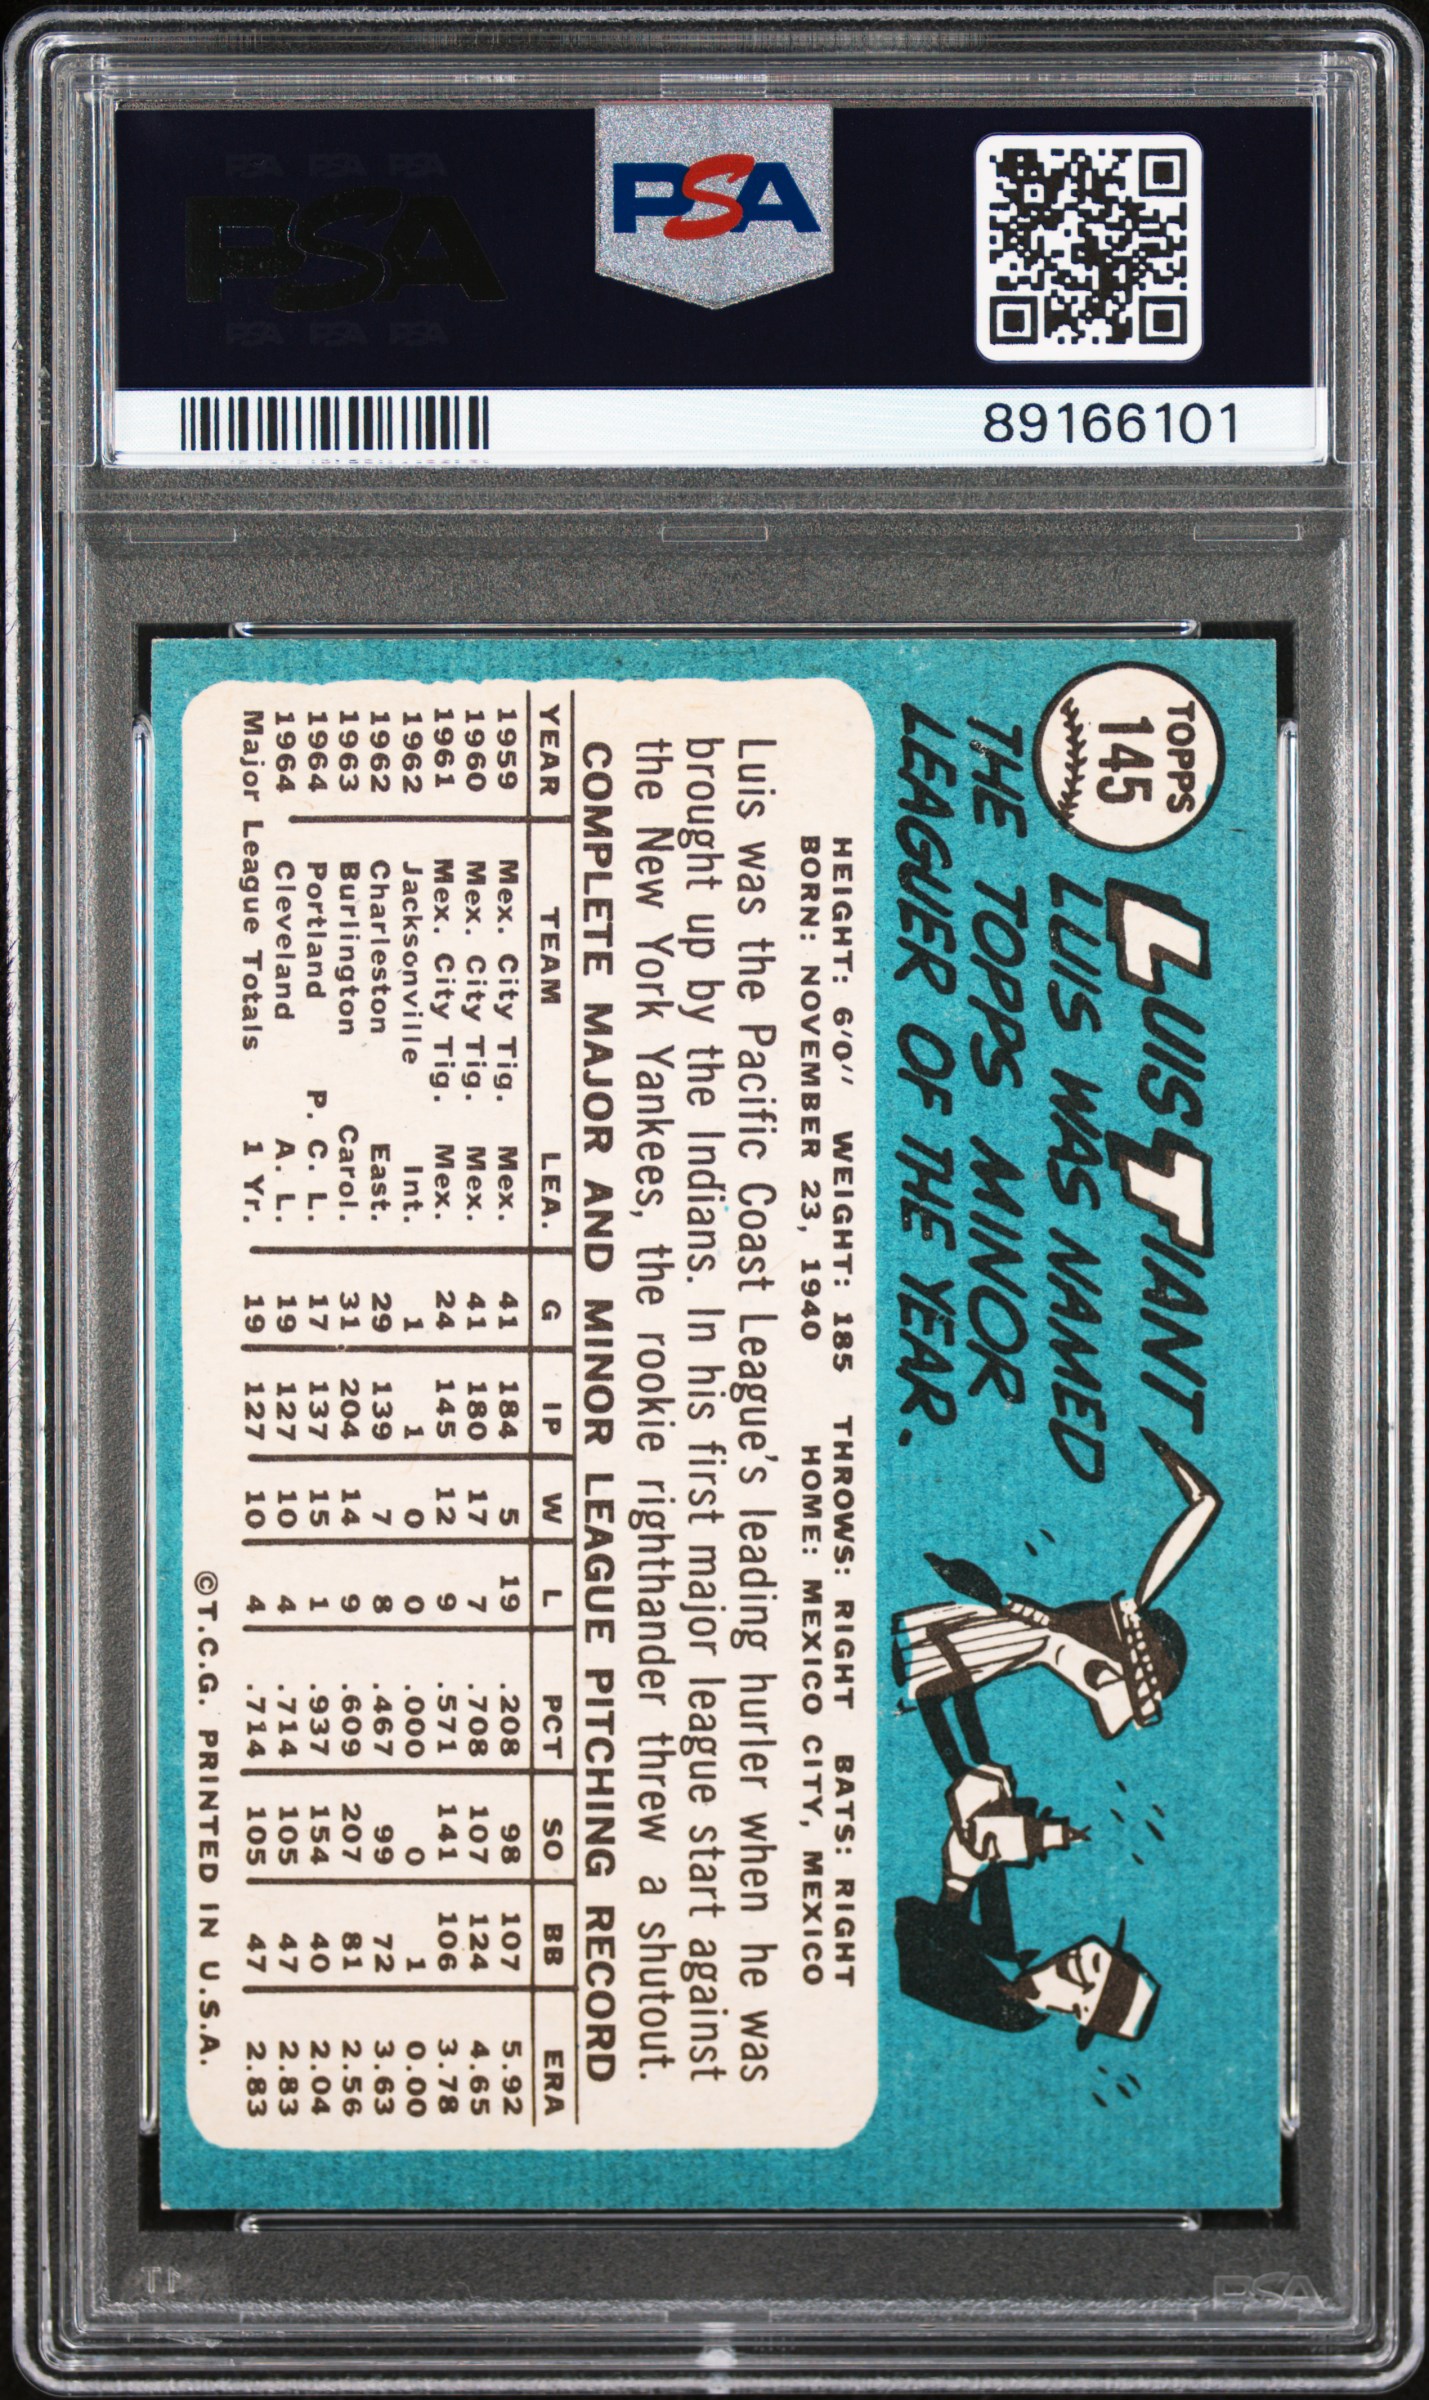 PSA PSA PSA
PSA
PSA PSA PSA
PSA
89166101
TOPPS
145
LUIS TIANT
LUIS WAS NAMED
THE TOPPS MINOR
LEAGUER OF THE YEAR.
HEIGHT: 6'0" WEIGHT: 185 THROWS: RIGHT BATS: RIGHT
BORN: NOVEMBER 23, 1940 HOME: MEXICO CITY, MEXICO
Luis was the Pacific Coast League's leading hurler when he was
brought up by the Indians. In his first major league start against
the New York Yankees, the rookie righthander threw a shutout.
COMPLETE MAJOR AND MINOR LEAGUE PITCHING RECORD
YEAR TEAM LEA. G IP W L PCT SO BB ERA
1959 Mex. City Tig. Mex. 41 184 5 19 .208 98 107 5.92
1960 Mex. City Tig. Mex. 41 180 17 7 .708 107 124 4.65
1961 Mex. City Tig. Mex. 24 145 12 9 .571 141 106 3.78
1962 Jacksonville Int. 1 1 0 0 .000 0 1 0.00
1962 Charleston East. 29 139 7 8 .467 99 72 3.63
1963 Burlington Carol. 31 204 14 9 .609 207 81 2.56
1964 Portland P. C. L. 17 137 15 1 .937 154 40 2.04
1964 Cleveland A. L. 19 127 10 4 .714 105 47 2.83
Major League Totals 1 Yr. 19 127 10 4 .714 105 47 2.83
©T.C.G. PRINTED IN U.S.A.
PSA